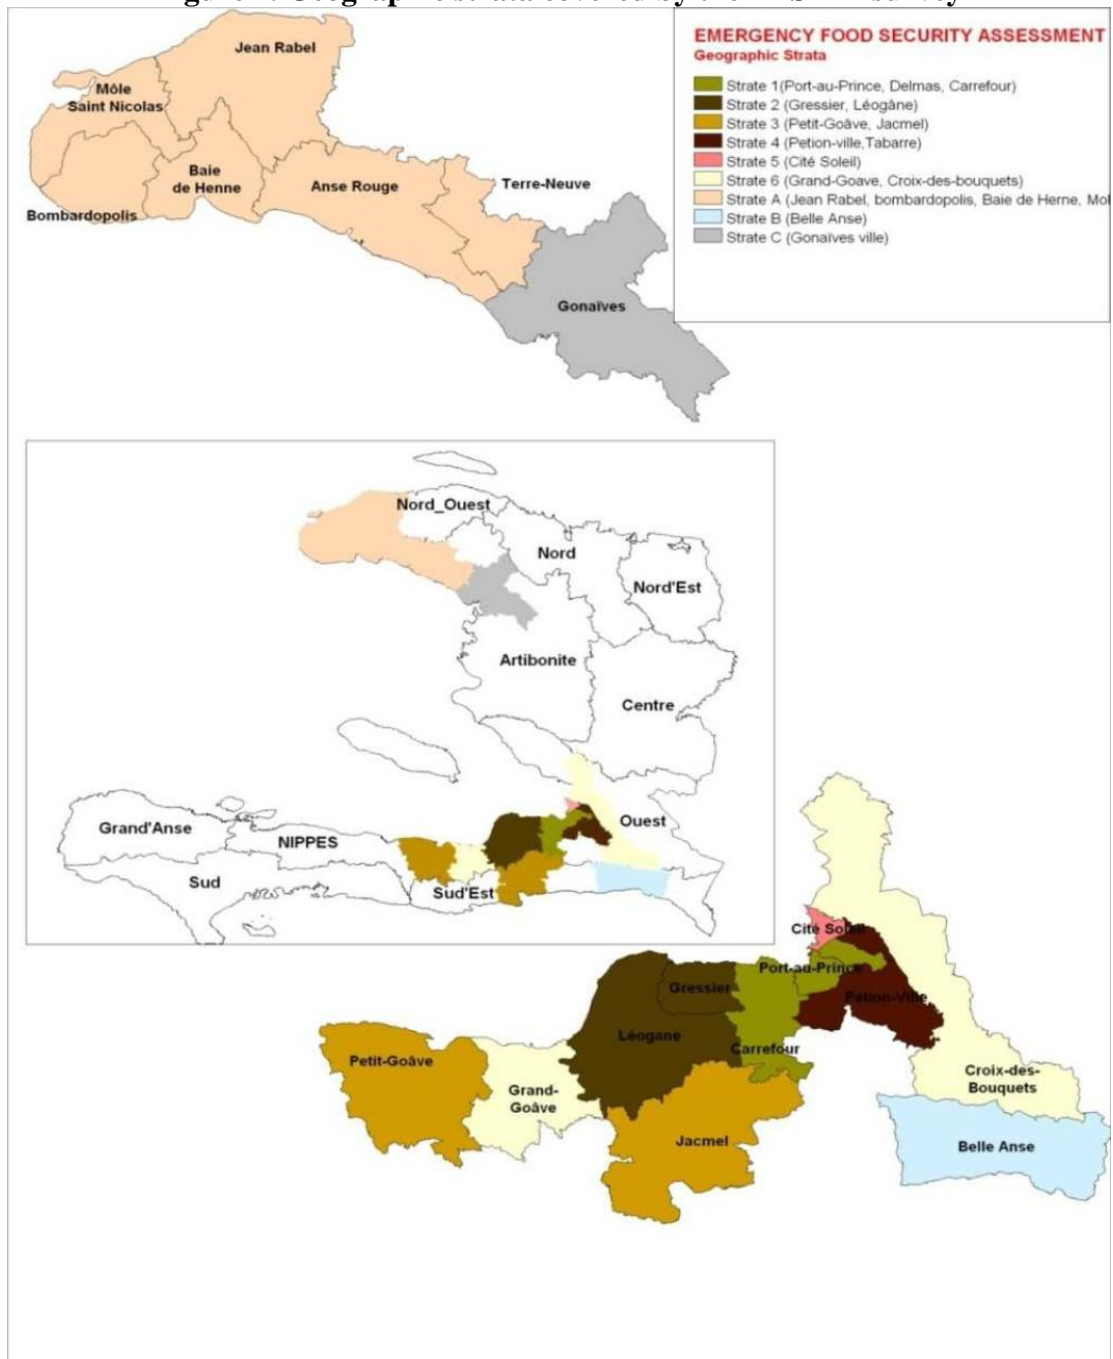 Jean Rabel
Môle
Saint Nicolas
Baie
de Henne
Anse Rouge
Terre-Neuve
Bombardopolis
Gonaïves
EMERGENCY FOOD SECURITY ASSESSMENT
Geographic Strata
Strate 1(Port-au-Prince, Delmas, Carrefour)
Strate 2 (Gressier, Léogâne)
Strate 3 (Petit-Goâve, Jacmel)
Strate 4 (Petion-ville,Tabarre)
Strate 5 (Cité Soleil)
Strate 6 (Grand-Goave, Croix-des-bouquets)
Strate A (Jean Rabel, bombardopolis, Baie de Herne, Mol
Strate B (Belle Anse)
Strate C (Gonaïves ville)
Nord_Ouest
Nord
Nord'Est
Artibonite
Centre
Ouest
Grand'Anse
NIPPES
Sud
Sud'Est
Cité Soleil
Port-au-Prince
Gressier
Pétion-Ville
Léogane
Carrefour
Petit-Goâve
Grand-
Goâve
Croix-des-
Bouquets
Jacmel
Belle Anse